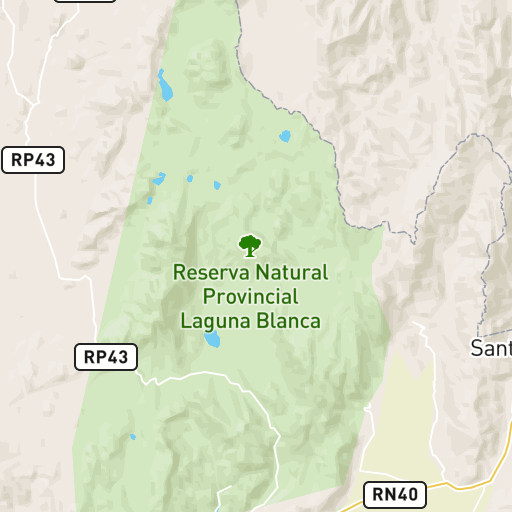 RP43
Reserva Natural
Provincial
Laguna Blanca
Sant
RP43
RN40